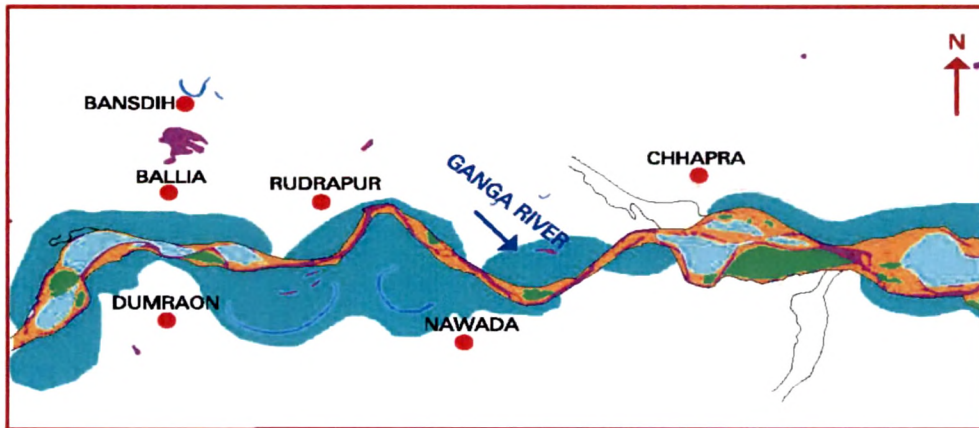 N
BANSDIH
BALLIA
RUDRAPUR
GANGA RIVER
CHHAPRA
DUMRAON
NAWADA